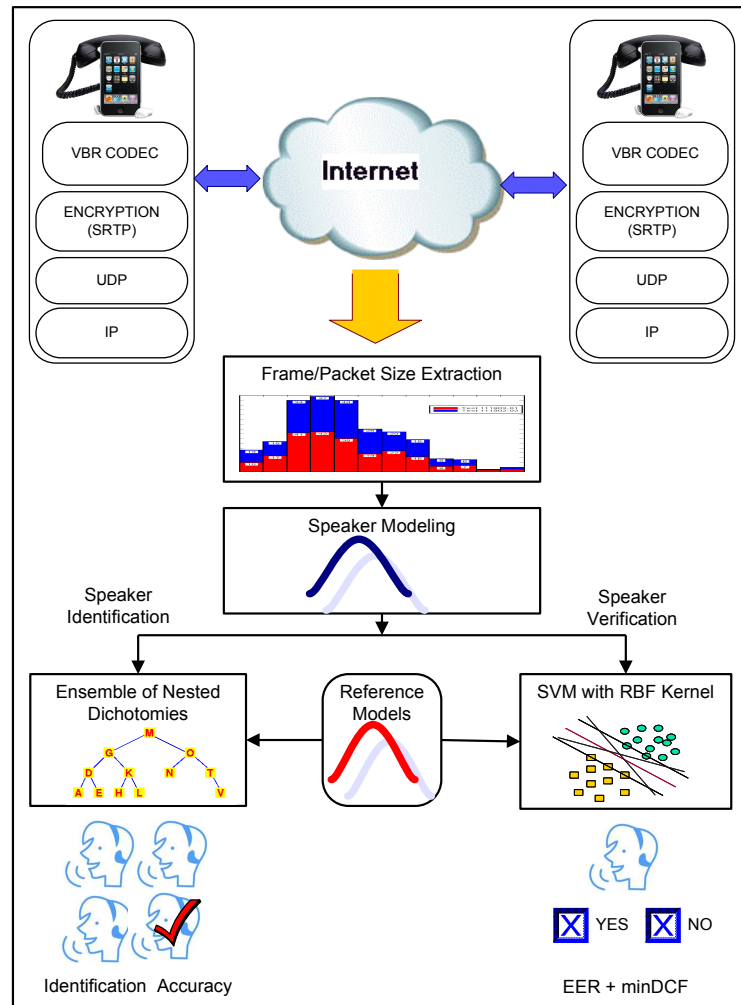 VBR CODEC
ENCRYPTION
(SRTP)
UDP
IP
Internet
VBR CODEC
ENCRYPTION
(SRTP)
UDP
IP
Frame/Packet Size Extraction
Speaker Modeling
Speaker
Identification
Speaker
Verification
Ensemble of Nested
Dichotomies
M
G O
D K N T
A E H L V
Reference
Models
SVM with RBF Kernel
X YES X NO
Identification Accuracy
EER + minDCF